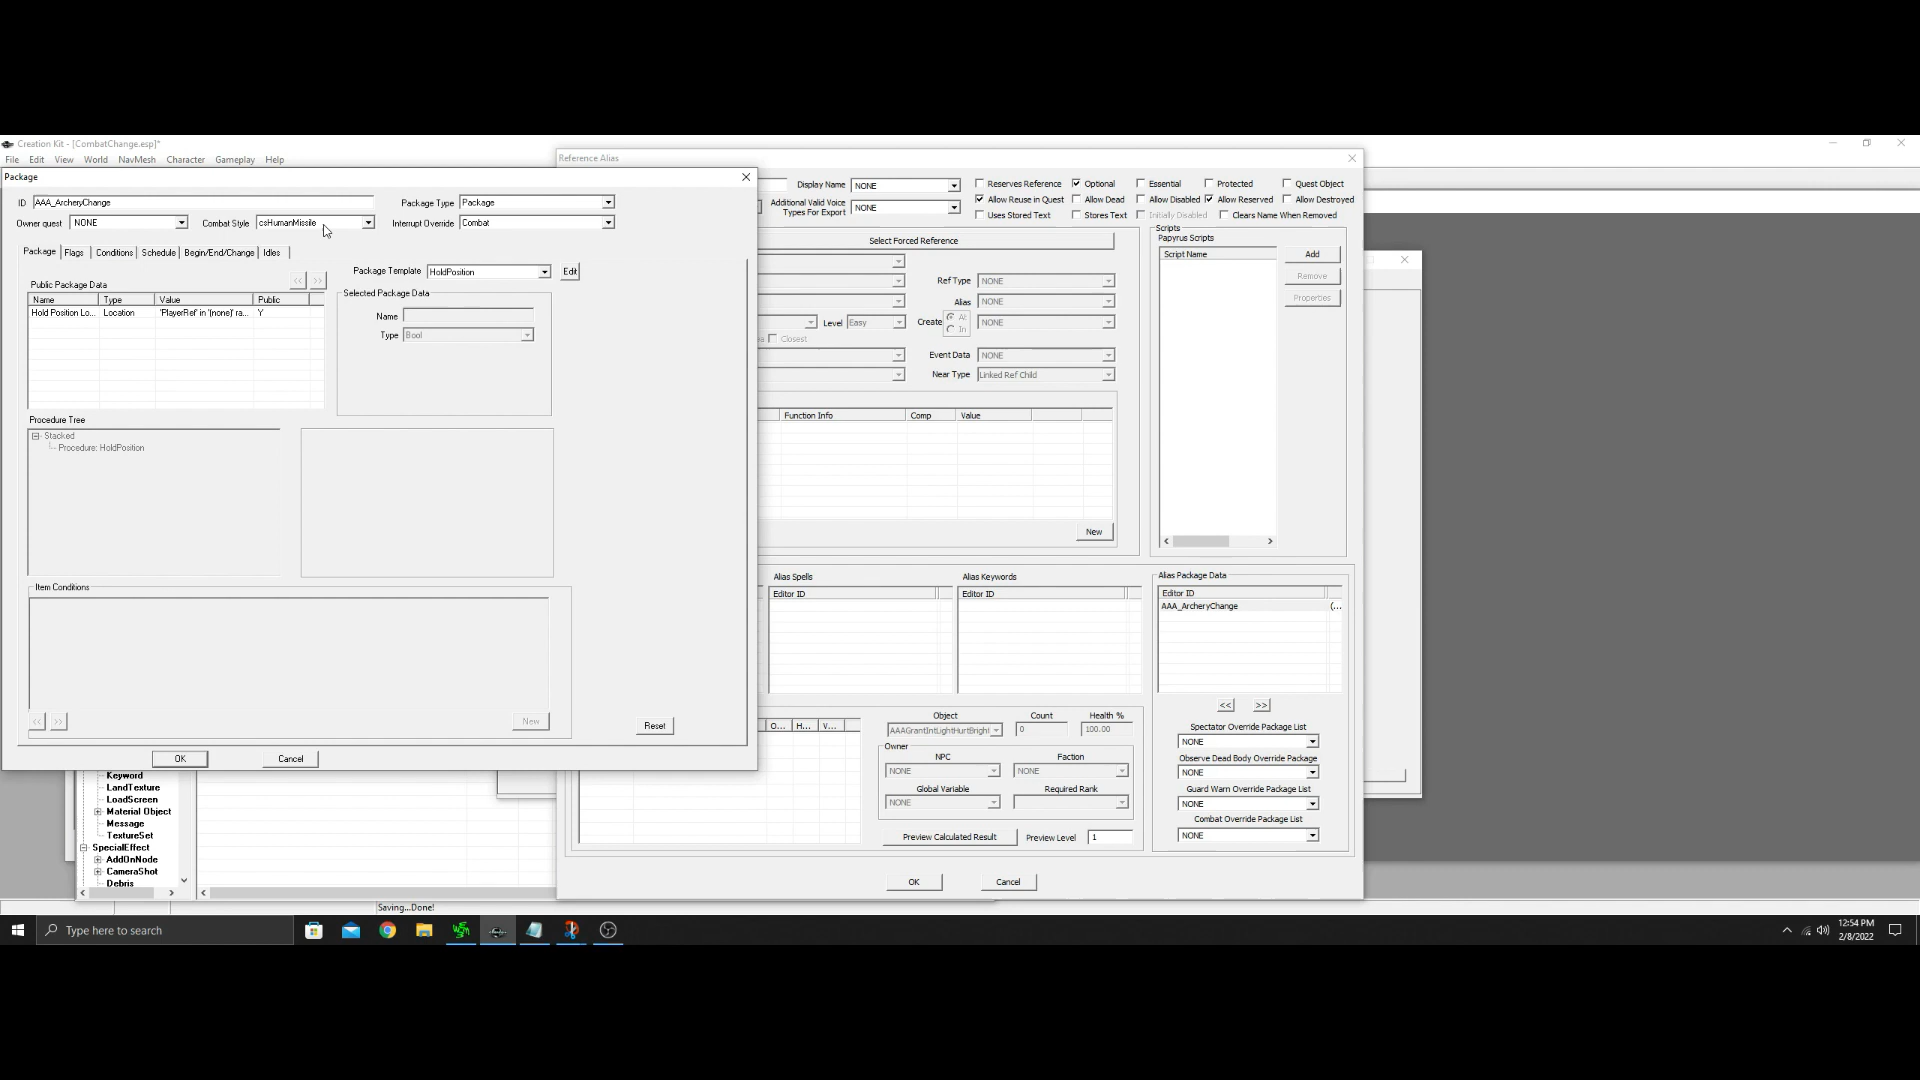 Creation Kit - [CombatChange.esp]*
File Edit View World NavMesh Character Gameplay Help
Package
ID AAA_ArcheryChange
Package Type Package
Owner quest NONE
Combat Style csHumanMissile
Interrupt Override Combat
Package Flags Conditions Schedule Begin/End/Change Idles
Package Template HoldPosition Edit
Public Package Data << >>
Name Type Value Public
Hold Position Lo... Location 'PlayerRef' in '(none)' ra... Y
Selected Package Data
Name
Type Bool
Procedure Tree
Stacked
Procedure: HoldPosition
Item Conditions
<< >> New
Reset
OK Cancel
Keyword
LandTexture
LoadScreen
Material Object
Message
TextureSet
SpecialEffect
AddOnNode
CameraShot
Debris
Saving...Done!
Reference Alias
Display Name NONE
Additional Valid Voice
Types For Export
NONE
Reserves Reference Optional Essential Protected Quest Object
Allow Reuse in Quest Allow Dead Allow Disabled Allow Reserved Allow Destroyed
Uses Stored Text Stores Text Initially Disabled Clears Name When Removed
Select Forced Reference
Ref Type NONE
Alias NONE
Level Easy Create At In NONE
Closest
Event Data NONE
Near Type Linked Ref Child
Function Info Comp Value
New
Scripts
Papyrus Scripts
Script Name
Add
Remove
Properties
Alias Spells
Editor ID
Alias Keywords
Editor ID
Alias Package Data
Editor ID
AAA_ArcheryChange (...
<< >>
Spectator Override Package List
NONE
Observe Dead Body Override Package
NONE
Guard Warn Override Package List
NONE
Combat Override Package List
NONE
O... H... V...
Object Count Health %
AAAGrantIntLightHurtBright 0 100.00
Owner
NPC Faction
NONE NONE
Global Variable Required Rank
NONE
Preview Calculated Result Preview Level 1
OK Cancel
Type here to search
12:54 PM
2/8/2022